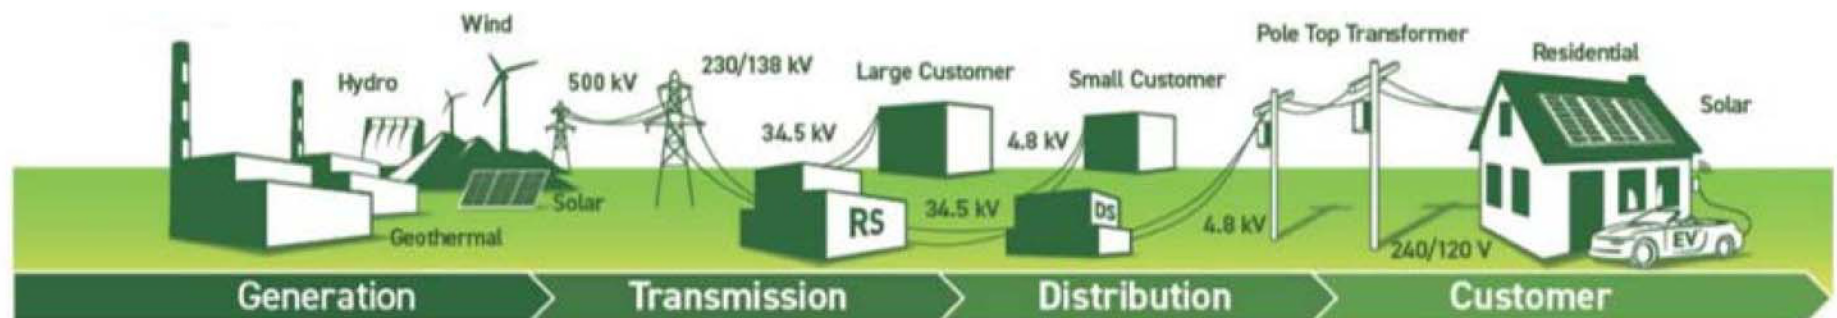 Wind
Hydro
Solar
Geothermal
500 kV
230/138 kV
34.5 kV
Large Customer
RS
34.5 kV
Small Customer
4.8 kV
DS
4.8 kV
Pole Top Transformer
240/120 V
Residential
Solar
EV
Generation
Transmission
Distribution
Customer